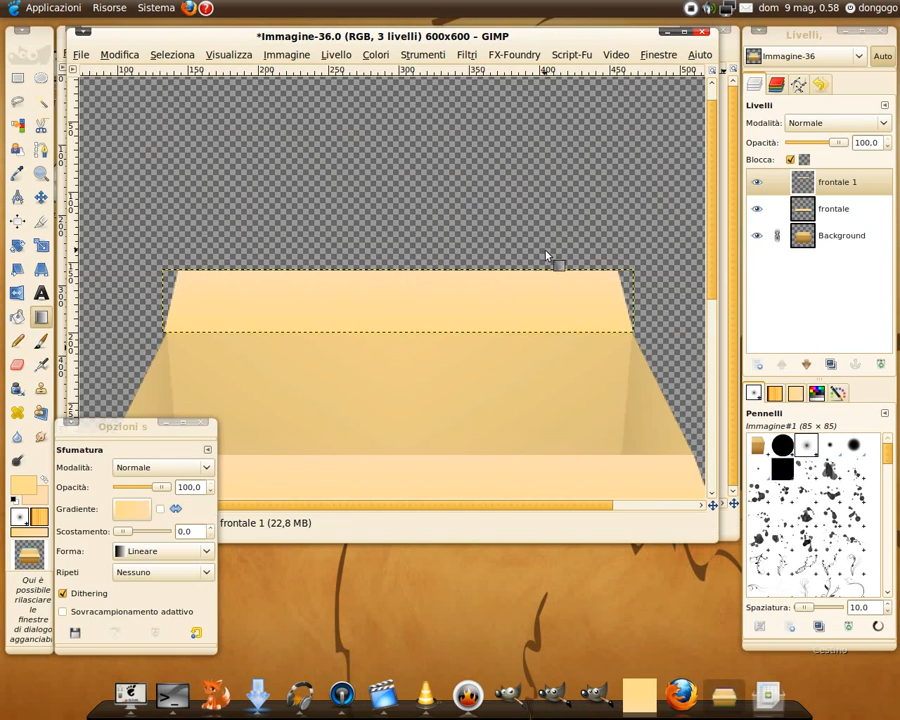 Applicazioni Risorse Sistema ? dom 9 mag, 0.58 dongogo
*Immagine-36.0 (RGB, 3 livelli) 600x600 – GIMP
File Modifica Seleziona Visualizza Immagine Livello Colori Strumenti Filtri FX-Foundry Script-Fu Video Finestre Aiuto
100 150 200 250 300 350 400 450 500
frontale 1 (22,8 MB)
Opzioni s
Sfumatura
Modalità: Normale
Opacità: 100,0
Gradiente:
Scostamento: 0,0
Forma: Lineare
Ripeti Nessuno
Dithering
Sovracampionamento adattivo
Qui è
possibile
rilasciare
le
finestre
di dialogo
agganciabi
Livelli,
Immagine-36 Auto
Livelli
Modalità: Normale
Opacità: 100,0
Blocca:
frontale 1
frontale
Background
Pennelli
Immagine#1 (85 × 85)
Spaziatura: 10,0